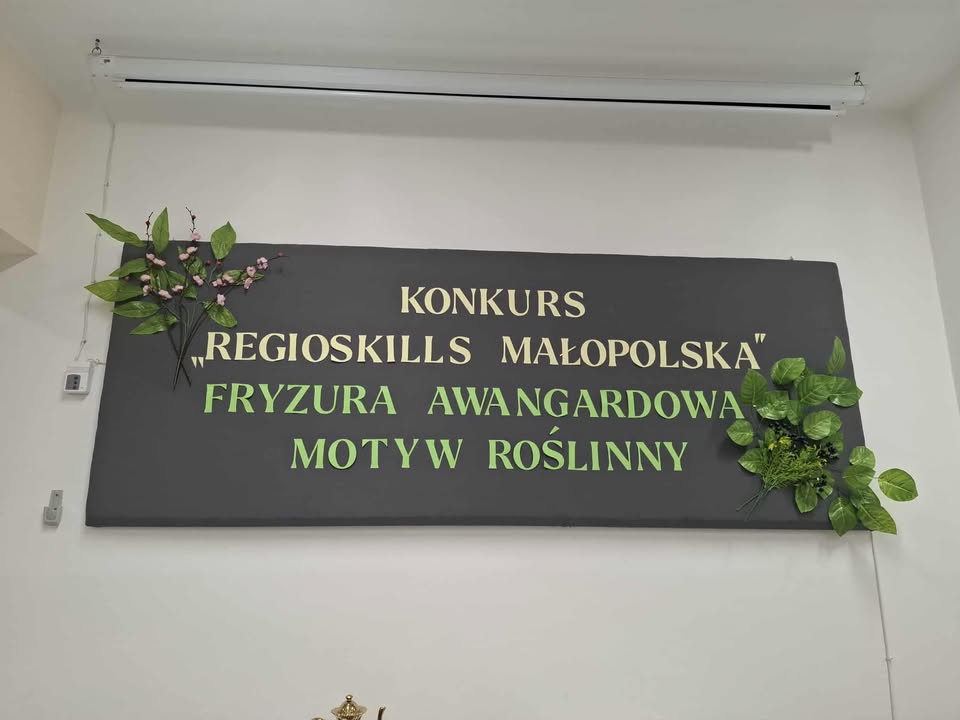 KONKURS
„REGIOSKILLS MAŁOPOLSKA"
FRYZURA AWANGARDOWA
MOTYW ROŚLINNY